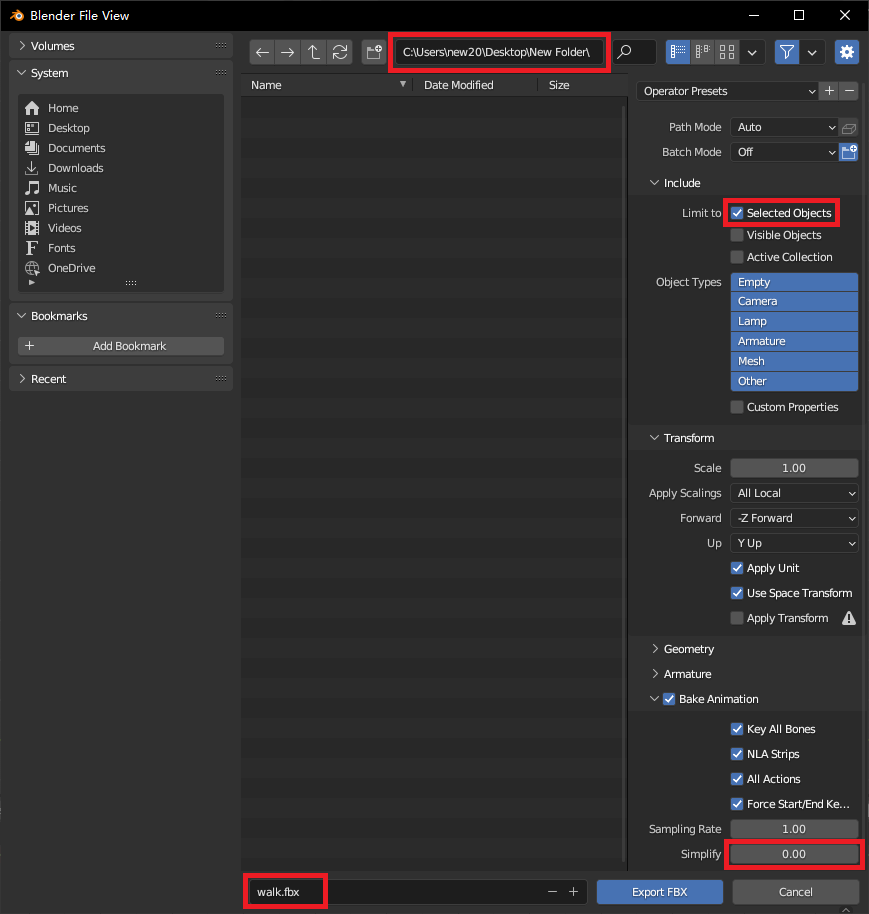 Blender File View
Volumes
System
Home
Desktop
Documents
Downloads
Music
Pictures
Videos
Fonts
OneDrive
Bookmarks
Add Bookmark
Recent
C:\Users\new20\Desktop\New Folder\
Name Date Modified Size
walk.fbx
Operator Presets
Path Mode Auto
Batch Mode Off
Include
Limit to Selected Objects
Visible Objects
Active Collection
Object Types Empty
Camera
Lamp
Armature
Mesh
Other
Custom Properties
Transform
Scale 1.00
Apply Scalings All Local
Forward -Z Forward
Up Y Up
Apply Unit
Use Space Transform
Apply Transform
Geometry
Armature
Bake Animation
Key All Bones
NLA Strips
All Actions
Force Start/End Ke...
Sampling Rate 1.00
Simplify 0.00
Export FBX Cancel